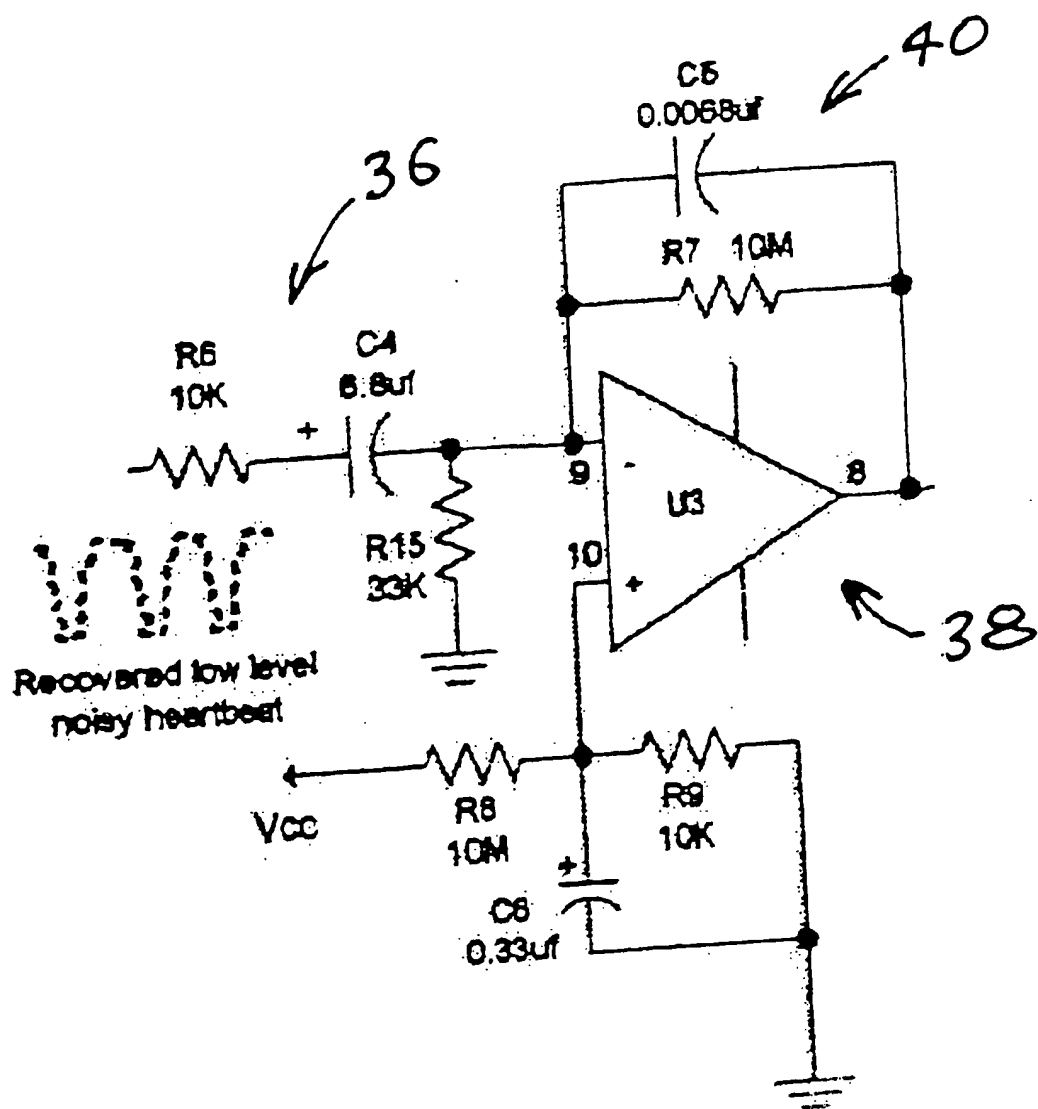 40
C5
0.0068uf
36
R7 10M
R6
10K
C4
6.8uf
+
9
-
U3
8
10
+
R15
33K
38
Recovered low level
noisy heartbeat
Vcc
R8
10M
R9
10K
+
C6
0.33uf